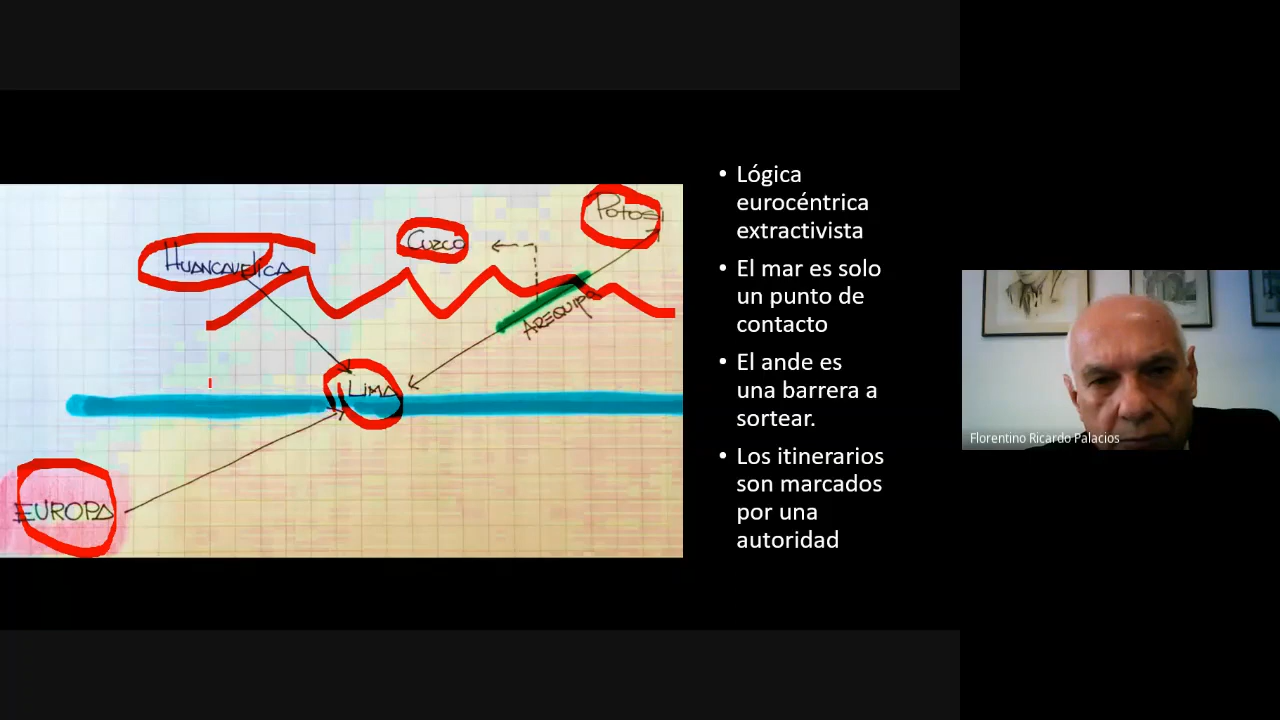 Potosi
Cuzco
Huancavelica
Arequipa
Lima
Europa
• Lógica
eurocéntrica
extractivista
• El mar es solo
un punto de
contacto
• El ande es
una barrera a
sortear.
• Los itinerarios
son marcados
por una
autoridad
Florentino Ricardo Palacios